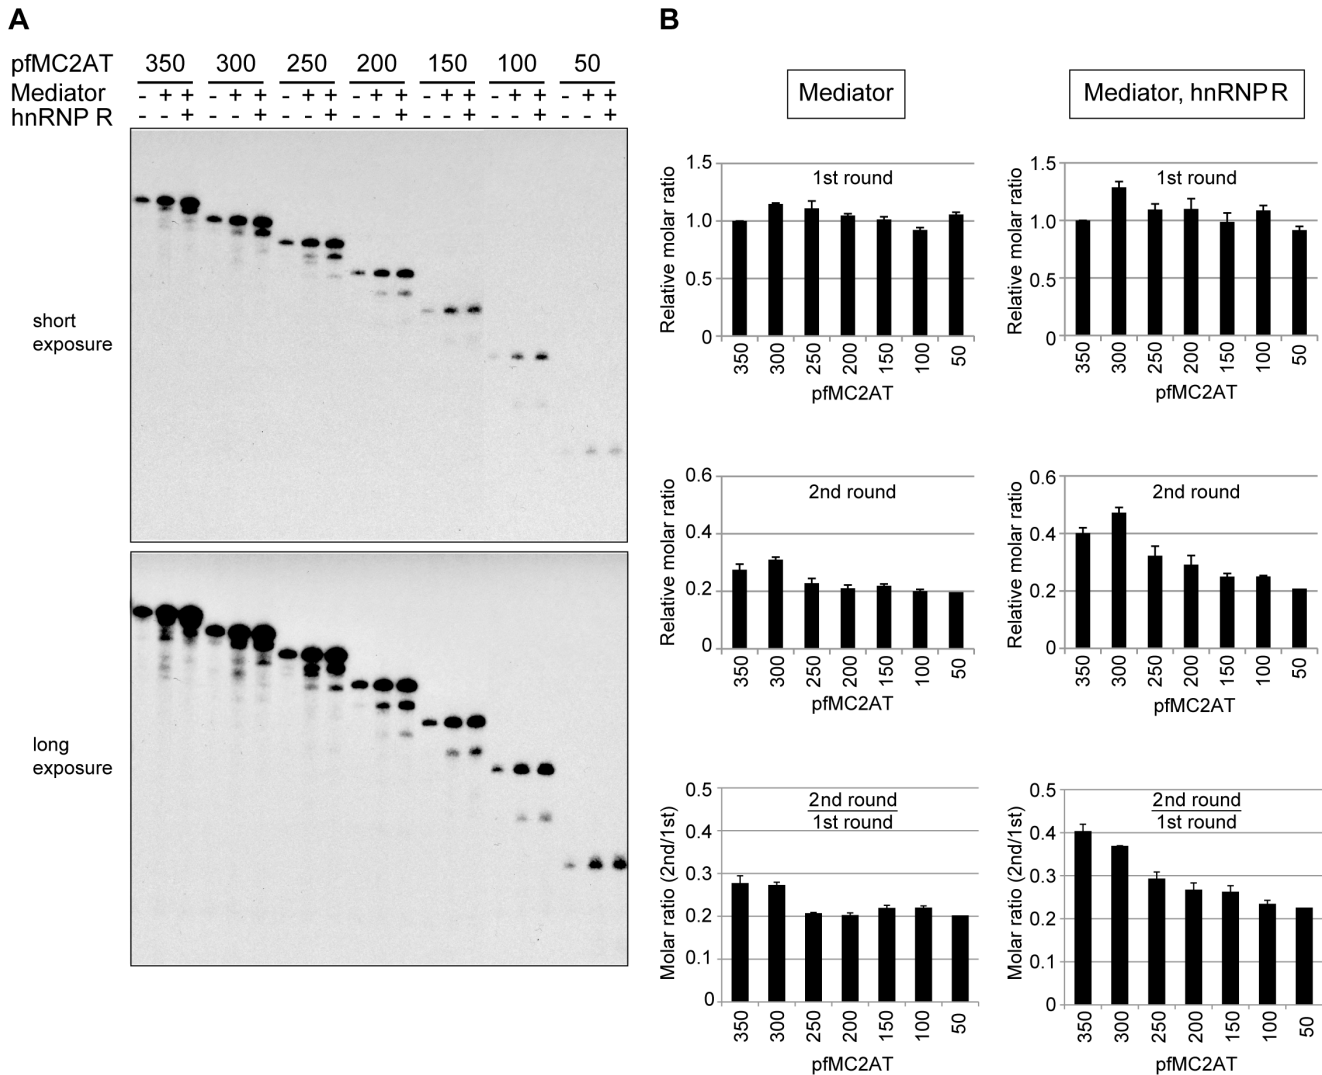 A
pfMC2AT 350 300 250 200 150 100 50
Mediator - + + - + + - + + - + + - + + - + + - + +
hnRNP R - - + - - + - - + - - + - - + - - + - - +
short
exposure
long
exposure
B
Mediator
Mediator, hnRNP R
Relative molar ratio
1.5
1.0
0.5
0
1st round
350 300 250 200 150 100 50
pfMC2AT
Relative molar ratio
1.5
1.0
0.5
0
1st round
350 300 250 200 150 100 50
pfMC2AT
Relative molar ratio
0.6
0.4
0.2
0
2nd round
350 300 250 200 150 100 50
pfMC2AT
Relative molar ratio
0.6
0.4
0.2
0
2nd round
350 300 250 200 150 100 50
pfMC2AT
Molar ratio (2nd/1st)
0.5
0.4
0.3
0.2
0.1
0
2nd round
1st round
350 300 250 200 150 100 50
pfMC2AT
Molar ratio (2nd/1st)
0.5
0.4
0.3
0.2
0.1
0
2nd round
1st round
350 300 250 200 150 100 50
pfMC2AT